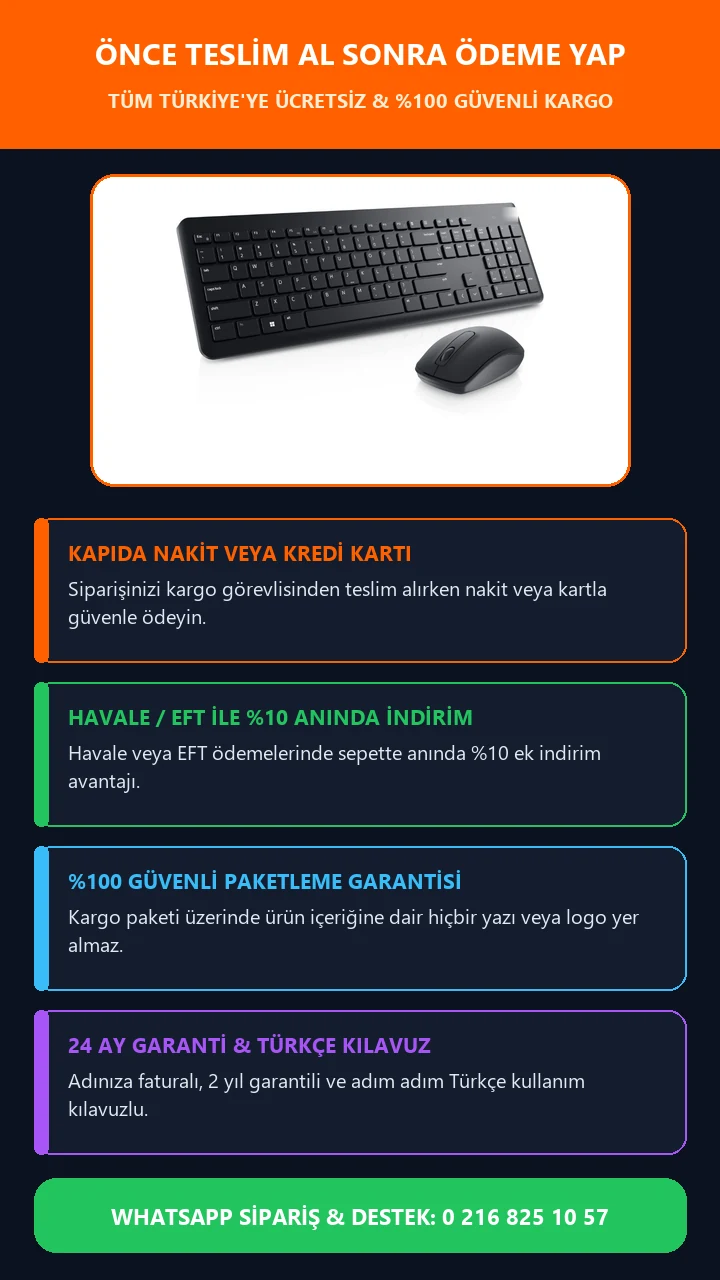 ÖNCE TESLİM AL SONRA ÖDEME YAP
TÜM TÜRKİYE'YE ÜCRETSİZ & %100 GÜVENLİ KARGO
KAPIDA NAKİT VEYA KREDİ KARTI
Siparişinizi kargo görevlisinden teslim alırken nakit veya kartla
güvenle ödeyin.
HAVALE / EFT İLE %10 ANINDA İNDİRİM
Havale veya EFT ödemelerinde sepette anında %10 ek indirim
avantajı.
%100 GÜVENLİ PAKETLEME GARANTİSİ
Kargo paketi üzerinde ürün içeriğine dair hiçbir yazı veya logo yer
almaz.
24 AY GARANTİ & TÜRKÇE KILAVUZ
Adınıza faturalı, 2 yıl garantili ve adım adım Türkçe kullanım
kılavuzlu.
WHATSAPP SİPARİŞ & DESTEK: 0 216 825 10 57